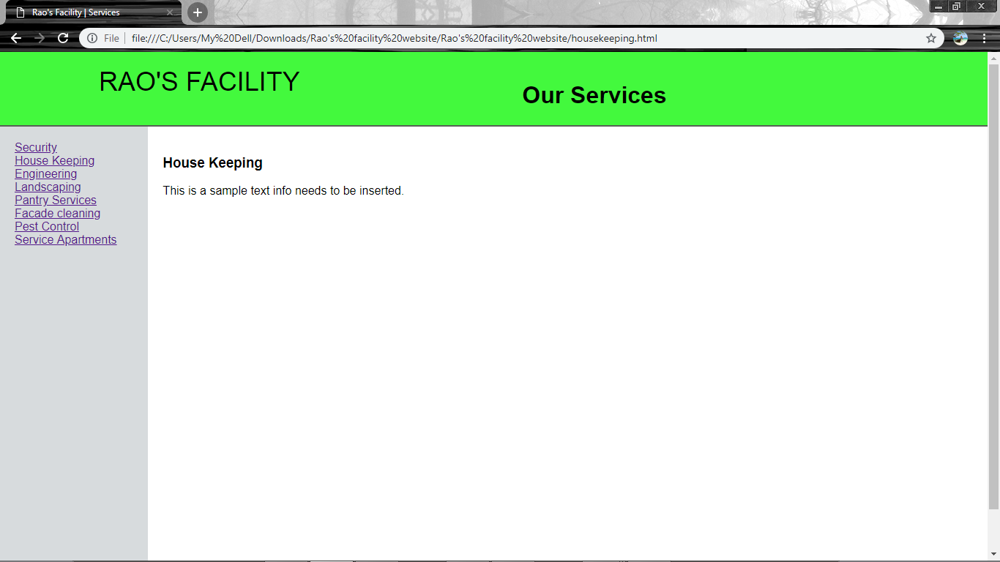 Rao's Facility | Services
File file:///C:/Users/My%20Dell/Downloads/Rao's%20facility%20website/Rao's%20facility%20website/housekeeping.html
RAO'S FACILITY
Our Services
Security
House Keeping
Engineering
Landscaping
Pantry Services
Facade cleaning
Pest Control
Service Apartments
House Keeping
This is a sample text info needs to be inserted.